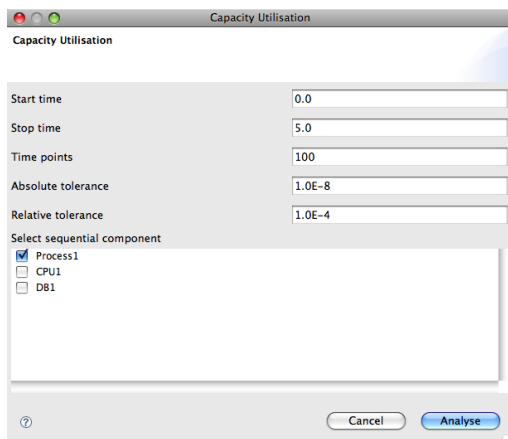 Capacity Utilisation
Capacity Utilisation
Start time 0.0
Stop time 5.0
Time points 100
Absolute tolerance 1.0E-8
Relative tolerance 1.0E-4
Select sequential component
Process1
CPU1
DB1
? Cancel Analyse